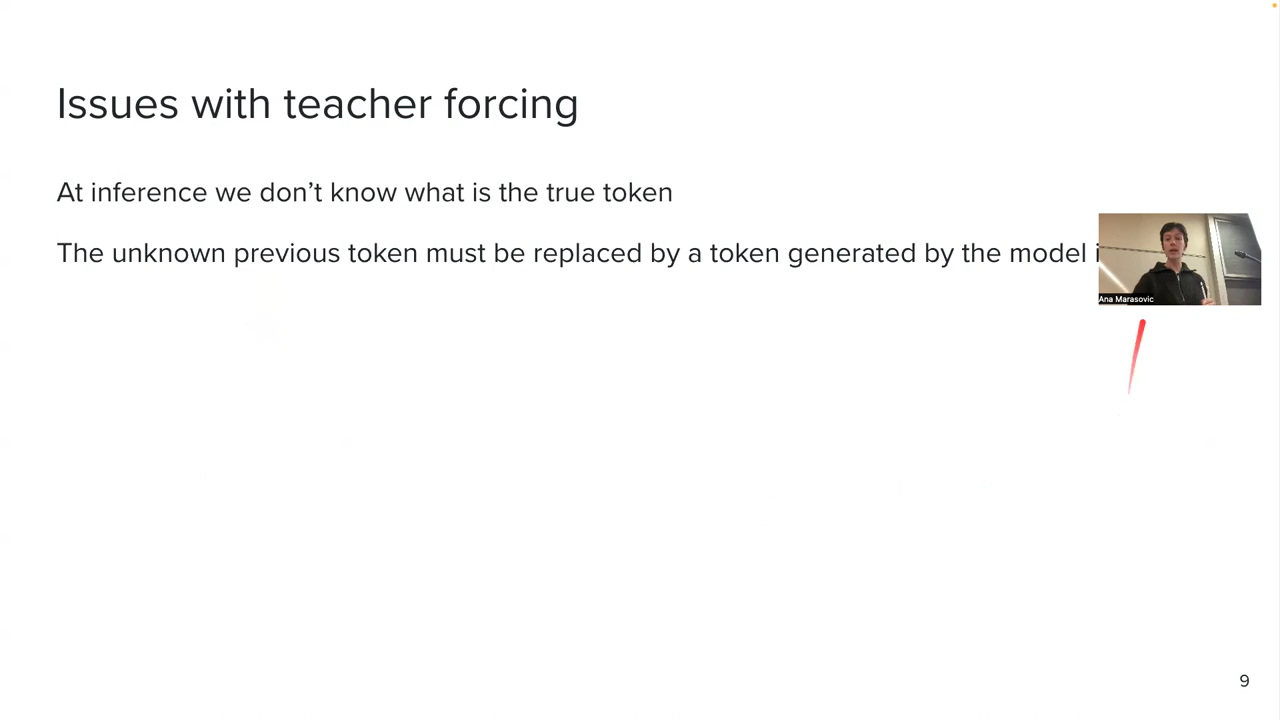 Issues with teacher forcing
At inference we don’t know what is the true token
The unknown previous token must be replaced by a token generated by the model
Ana Marasovic
9